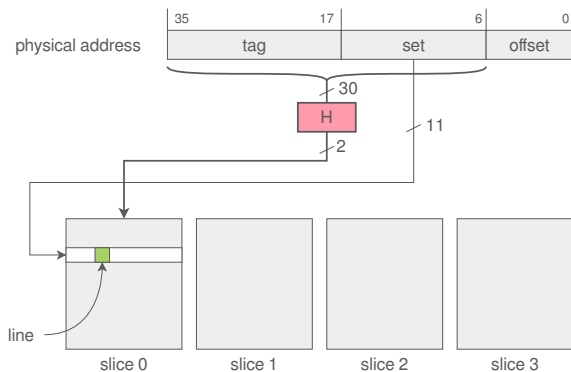 35 17 6 0
physical address tag set offset
30
H
11
2
line
slice 0 slice 1 slice 2 slice 3